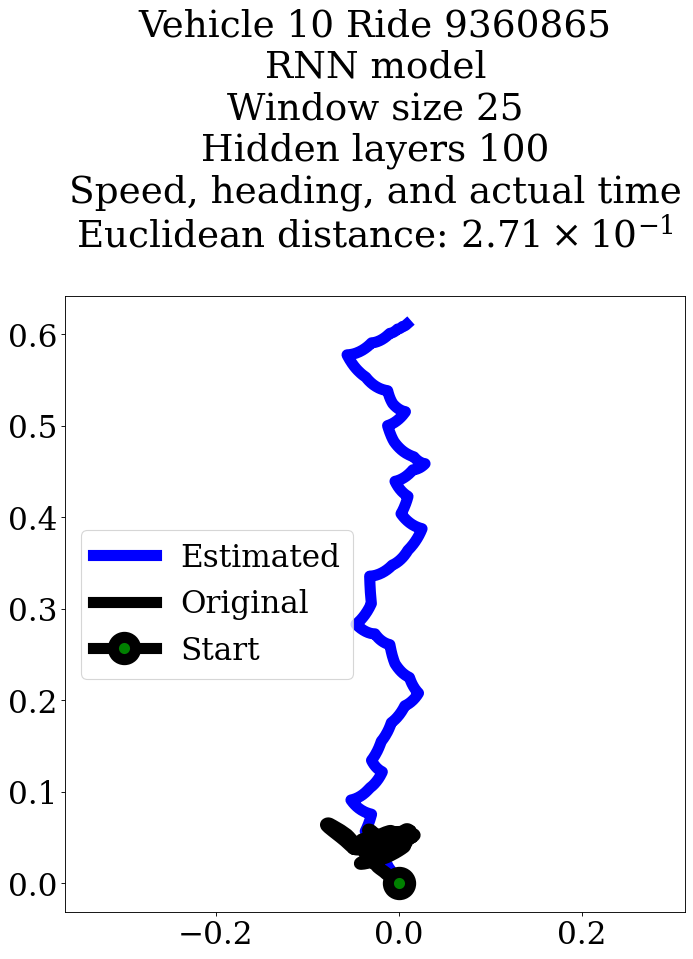 Vehicle 10 Ride 9360865
RNN model
Window size 25
Hidden layers 100
Speed, heading, and actual time
Euclidean distance: 2.71 × 10⁻¹
0.6
0.5
0.4
0.3
0.2
0.1
0.0
Estimated
Original
Start
−0.2
0.0
0.2